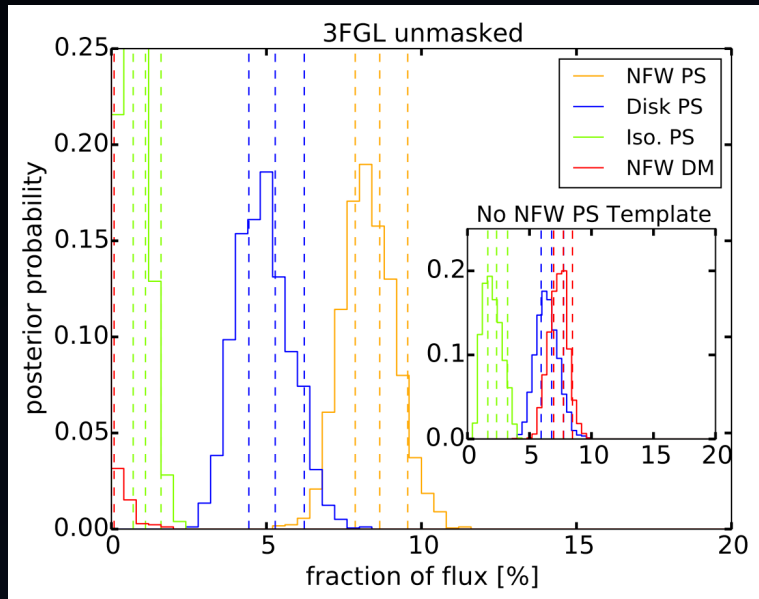 3FGL unmasked
0.25
0.20
0.15
0.10
0.05
0.00
posterior probability
NFW PS
Disk PS
Iso. PS
NFW DM
No NFW PS Template
0.2
0.1
0.0
0 5 10 15 20
0 5 10 15 20
fraction of flux [%]